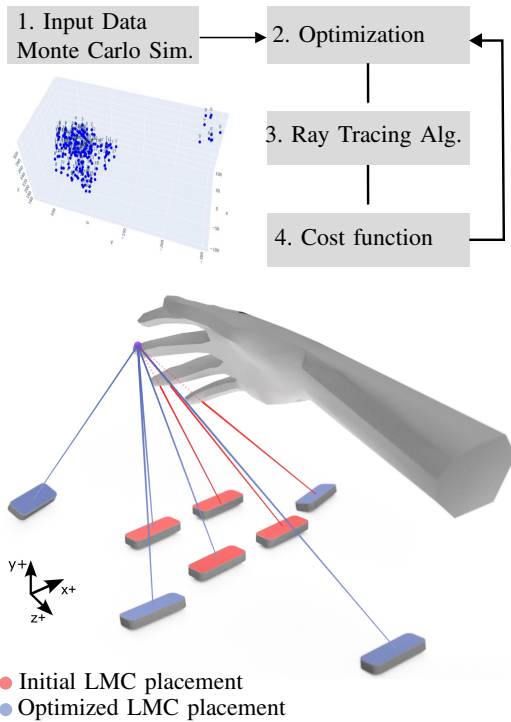 1. Input Data
Monte Carlo Sim.
2. Optimization
3. Ray Tracing Alg.
4. Cost function
y+
x+
z+
Initial LMC placement
Optimized LMC placement